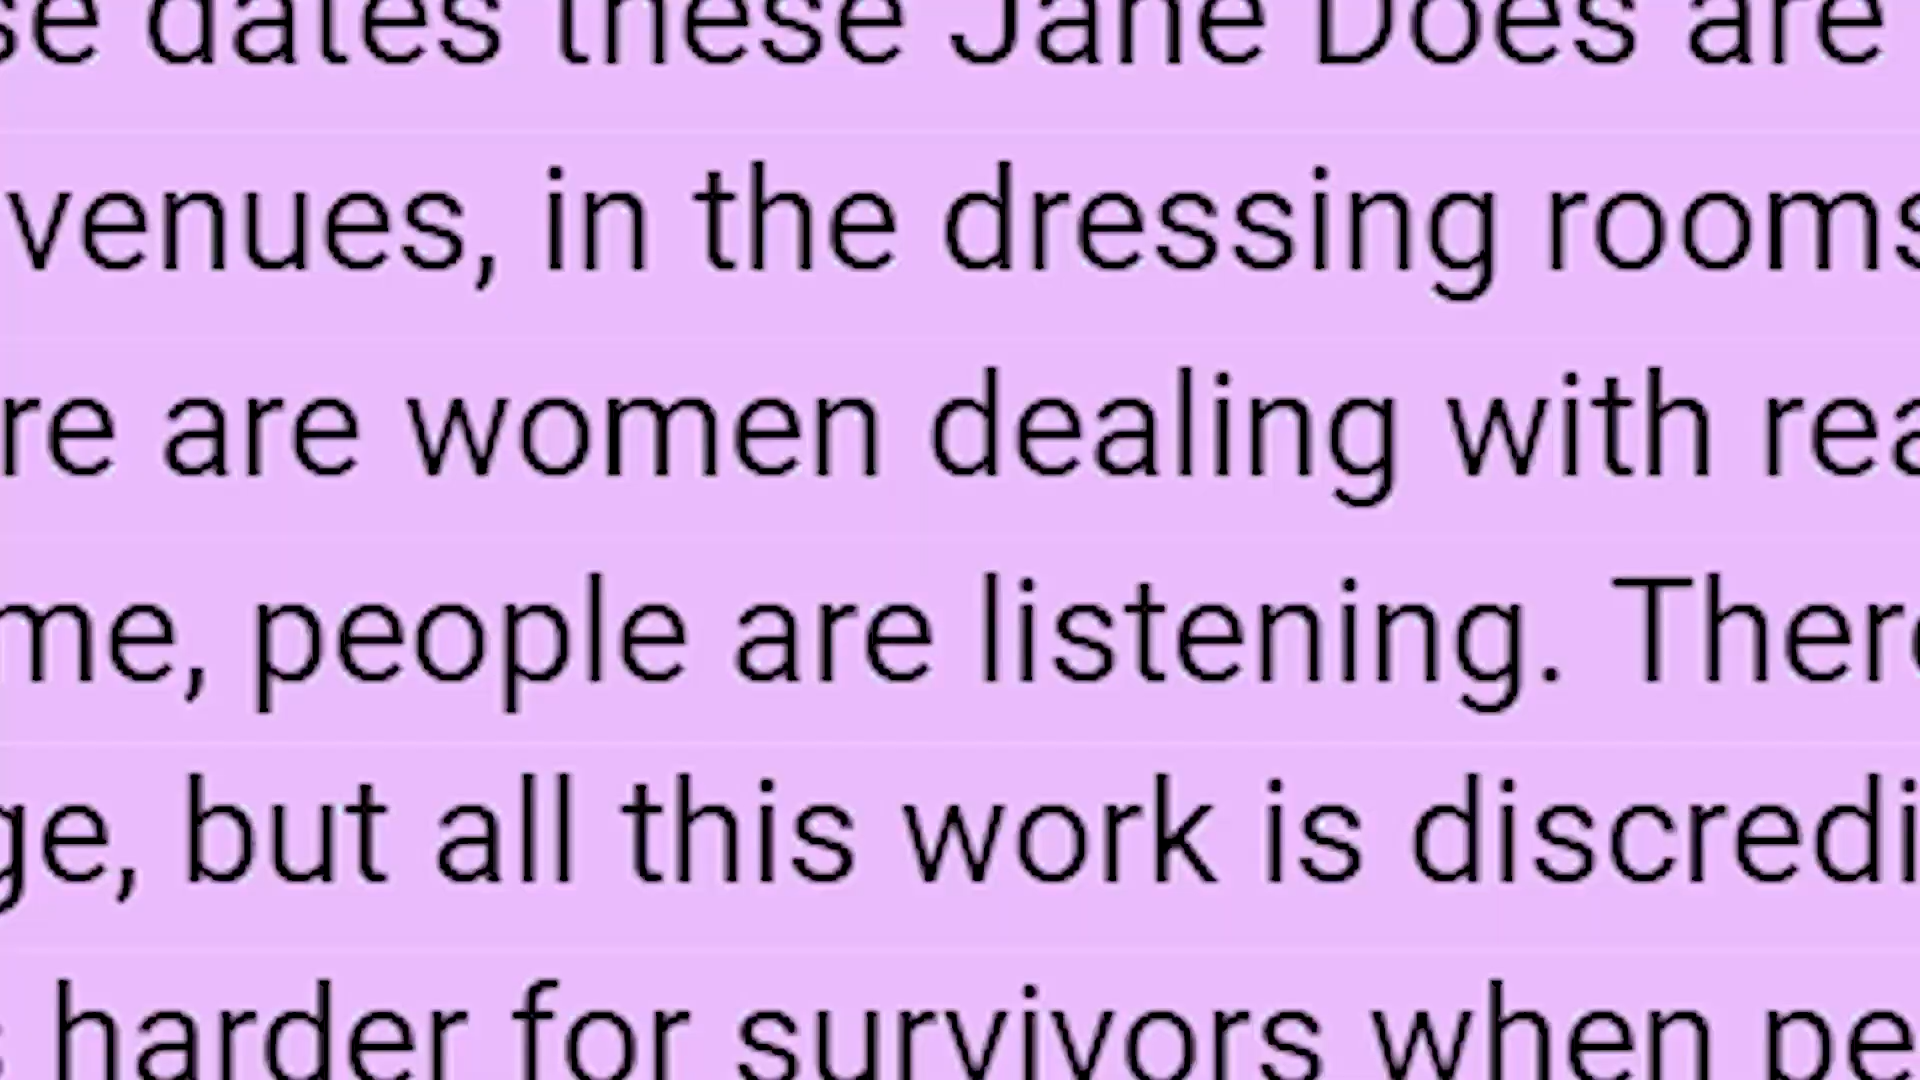 se dates these Jane Does are
venues, in the dressing rooms
re are women dealing with rea
me, people are listening. There
ge, but all this work is discredi
harder for survivors when pe